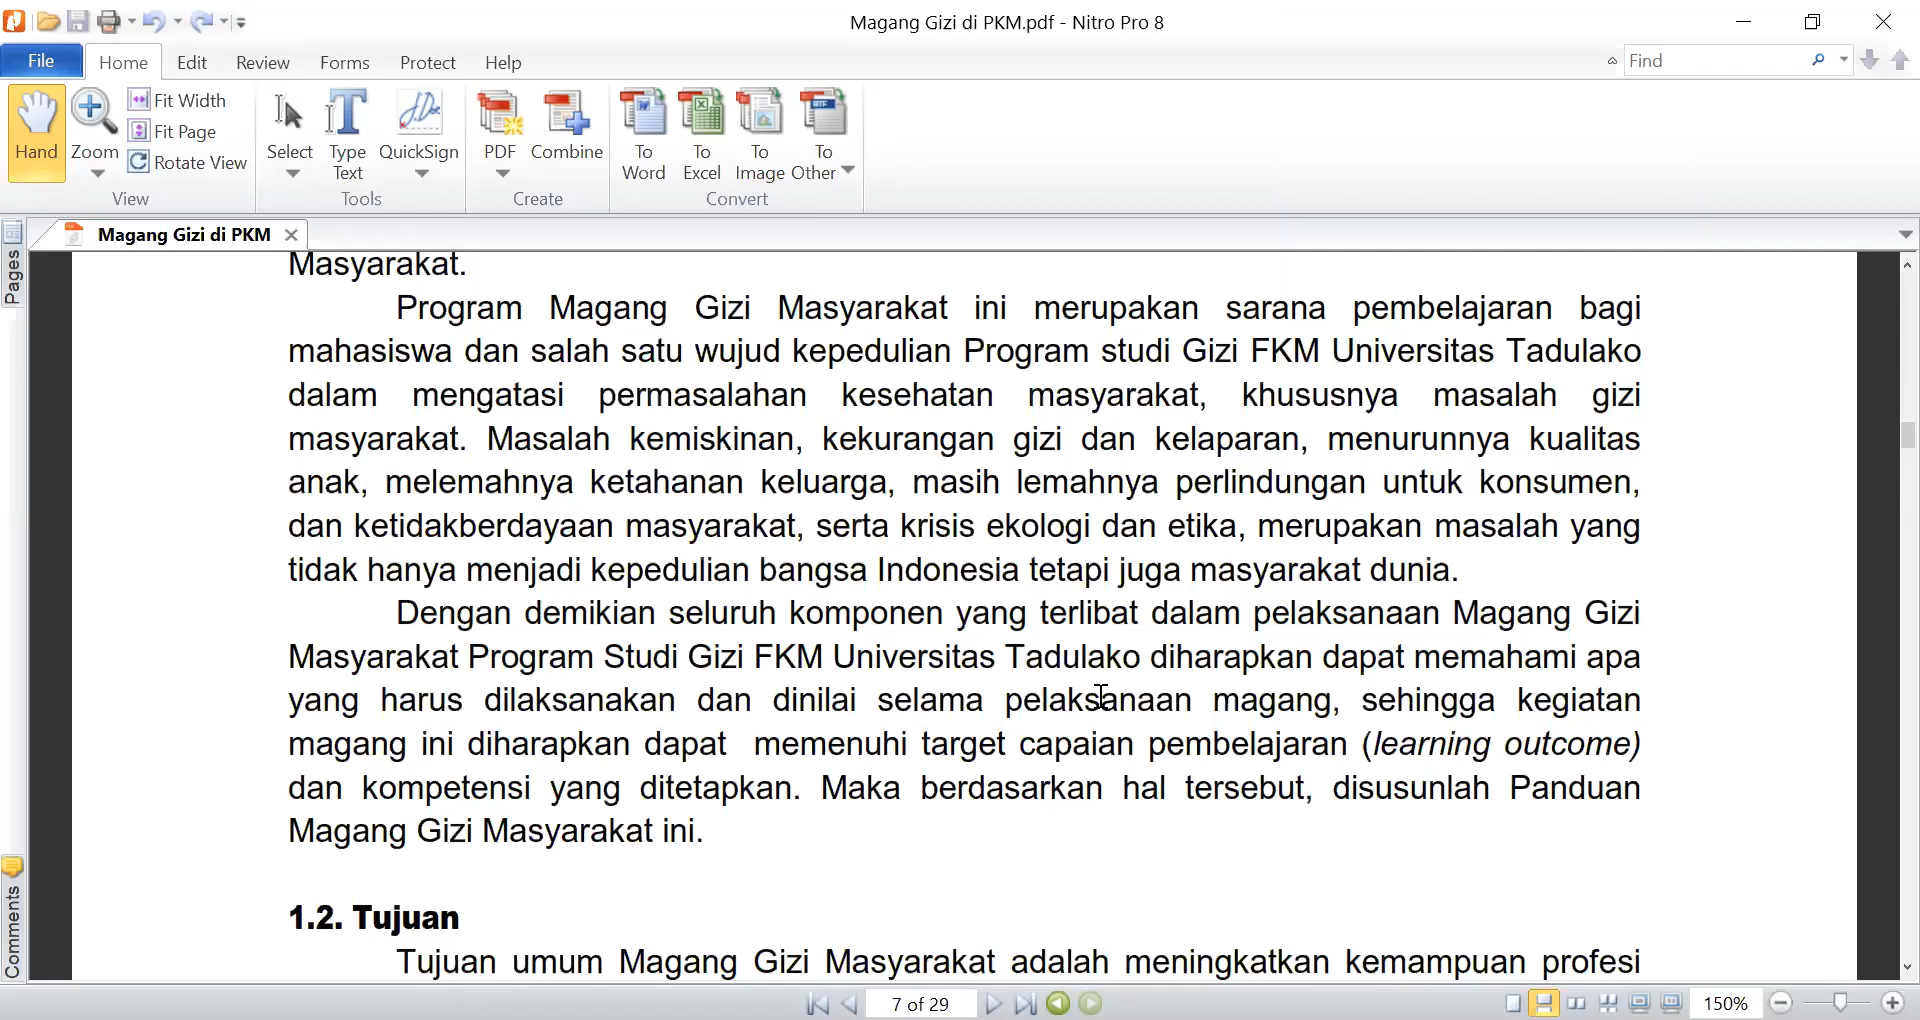 Magang Gizi di PKM.pdf - Nitro Pro 8
File Home Edit Review Forms Protect Help Find
Hand Zoom Fit Width Fit Page Rotate View
View
Select Type Text QuickSign
Tools
PDF Combine
Create
To Word To Excel To Image To Other
Convert
Magang Gizi di PKM
Pages
Masyarakat.
Program Magang Gizi Masyarakat ini merupakan sarana pembelajaran bagi
mahasiswa dan salah satu wujud kepedulian Program studi Gizi FKM Universitas Tadulako
dalam mengatasi permasalahan kesehatan masyarakat, khususnya masalah gizi
masyarakat. Masalah kemiskinan, kekurangan gizi dan kelaparan, menurunnya kualitas
anak, melemahnya ketahanan keluarga, masih lemahnya perlindungan untuk konsumen,
dan ketidakberdayaan masyarakat, serta krisis ekologi dan etika, merupakan masalah yang
tidak hanya menjadi kepedulian bangsa Indonesia tetapi juga masyarakat dunia.
Dengan demikian seluruh komponen yang terlibat dalam pelaksanaan Magang Gizi
Masyarakat Program Studi Gizi FKM Universitas Tadulako diharapkan dapat memahami apa
yang harus dilaksanakan dan dinilai selama pelaksanaan magang, sehingga kegiatan
magang ini diharapkan dapat memenuhi target capaian pembelajaran (learning outcome)
dan kompetensi yang ditetapkan. Maka berdasarkan hal tersebut, disusunlah Panduan
Magang Gizi Masyarakat ini.
1.2. Tujuan
Tujuan umum Magang Gizi Masyarakat adalah meningkatkan kemampuan profesi
Comments
7 of 29
150%